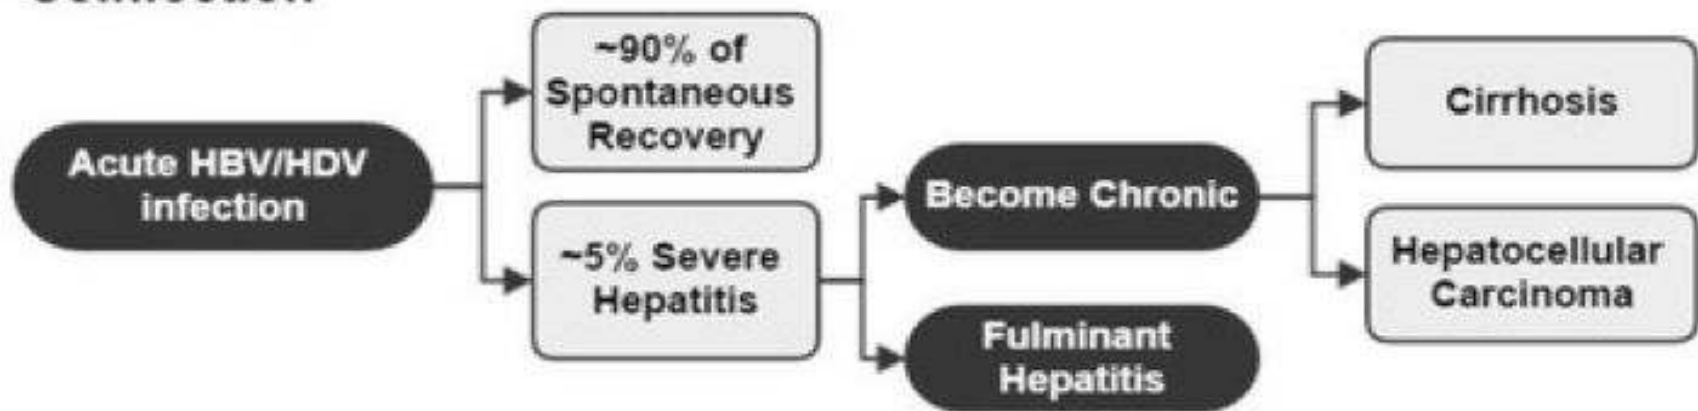 Acute HBV/HDV
infection
~90% of
Spontaneous
Recovery
~5% Severe
Hepatitis
Become Chronic
Fulminant
Hepatitis
Cirrhosis
Hepatocellular
Carcinoma